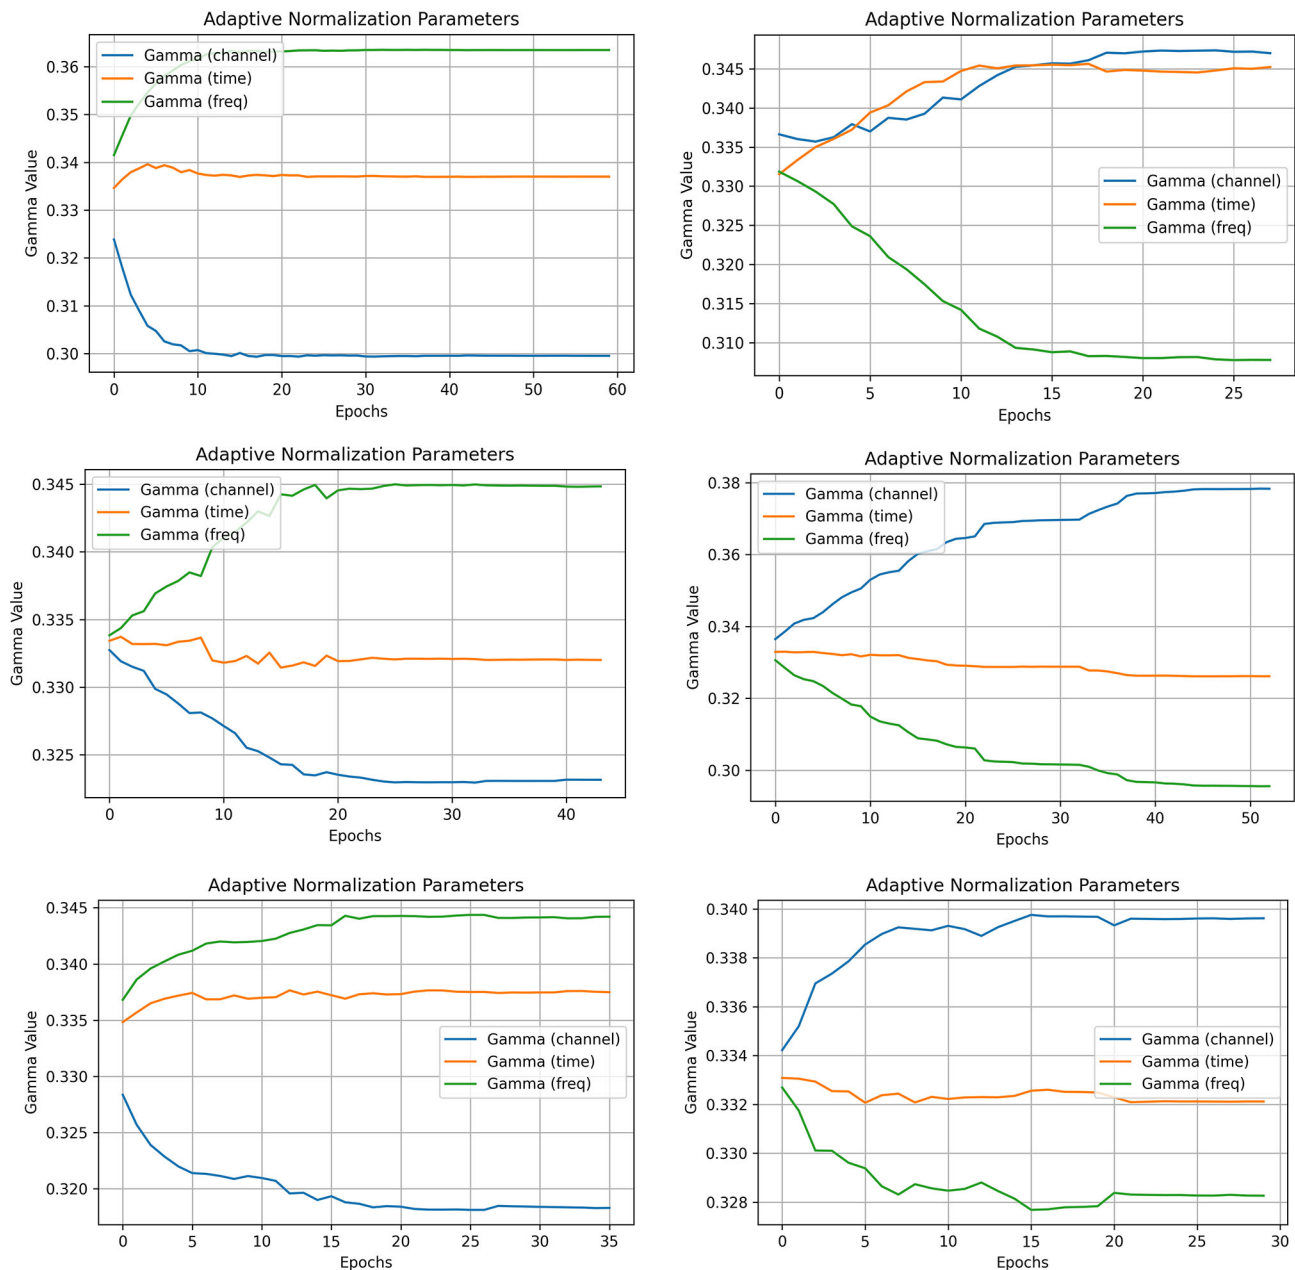 Adaptive Normalization Parameters
Gamma (channel)
Gamma (time)
Gamma (freq)
Gamma Value
0.36
0.35
0.34
0.33
0.32
0.31
0.30
0 10 20 30 40 50 60
Epochs
Adaptive Normalization Parameters
Gamma (channel)
Gamma (time)
Gamma (freq)
Gamma Value
0.345
0.340
0.335
0.330
0.325
0.320
0.315
0.310
0 5 10 15 20 25
Epochs
Adaptive Normalization Parameters
Gamma (channel)
Gamma (time)
Gamma (freq)
Gamma Value
0.345
0.340
0.335
0.330
0.325
0 10 20 30 40
Epochs
Adaptive Normalization Parameters
Gamma (channel)
Gamma (time)
Gamma (freq)
Gamma Value
0.38
0.36
0.34
0.32
0.30
0 10 20 30 40 50
Epochs
Adaptive Normalization Parameters
Gamma (channel)
Gamma (time)
Gamma (freq)
Gamma Value
0.345
0.340
0.335
0.330
0.325
0.320
0 5 10 15 20 25 30 35
Epochs
Adaptive Normalization Parameters
Gamma (channel)
Gamma (time)
Gamma (freq)
Gamma Value
0.340
0.338
0.336
0.334
0.332
0.330
0.328
0 5 10 15 20 25 30
Epochs